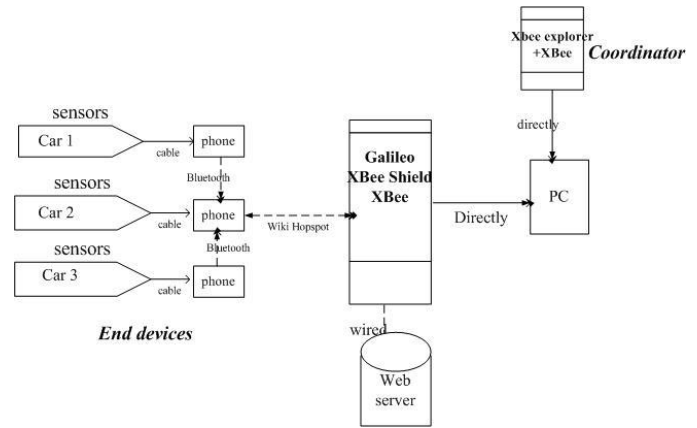 Xbee explorer
+XBee
Coordinator
sensors
Car 1
cable
phone
directly
Bluetooth
Galileo
XBee Shield
XBee
sensors
Car 2
cable
phone
Wiki Hopspot
Directly
PC
Bluetooth
sensors
Car 3
cable
phone
End devices
wired
Web
server